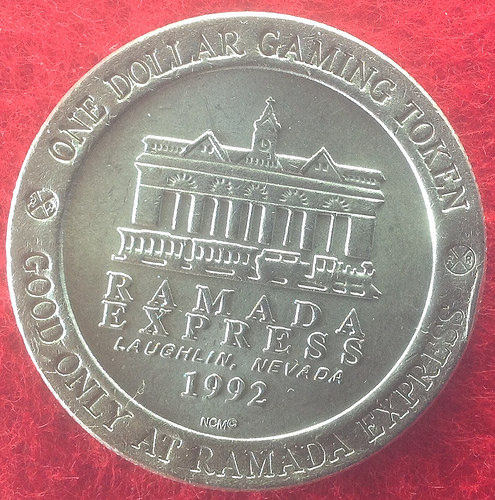 ONE DOLLAR GAMING TOKEN
RAMADA
EXPRESS
LAUGHLIN, NEVADA
1992
NCM©
GOOD ONLY AT RAMADA EXPRESS